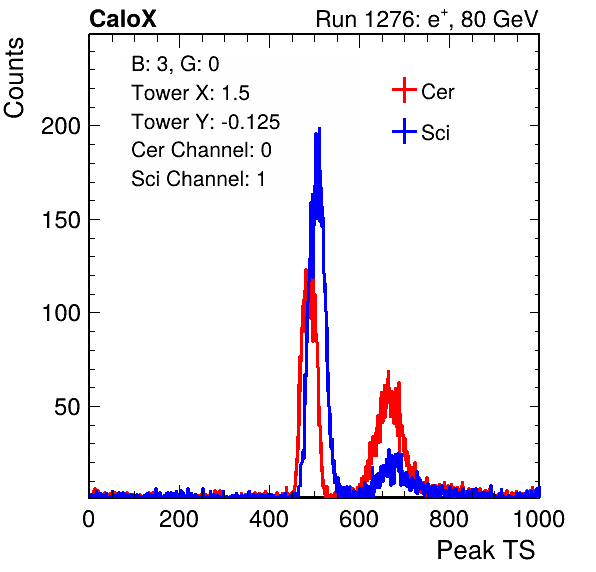 CaloX
Run 1276: e⁺, 80 GeV
Counts
B: 3, G: 0
Tower X: 1.5
Tower Y: -0.125
Cer Channel: 0
Sci Channel: 1
Cer
Sci
200
150
100
50
0 200 400 600 800 1000
Peak TS